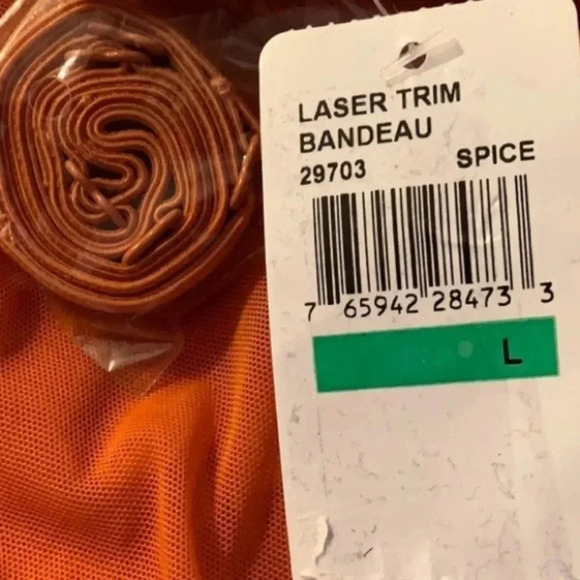 LASER TRIM
BANDEAU
29703 SPICE
7 65942 28473 3
L